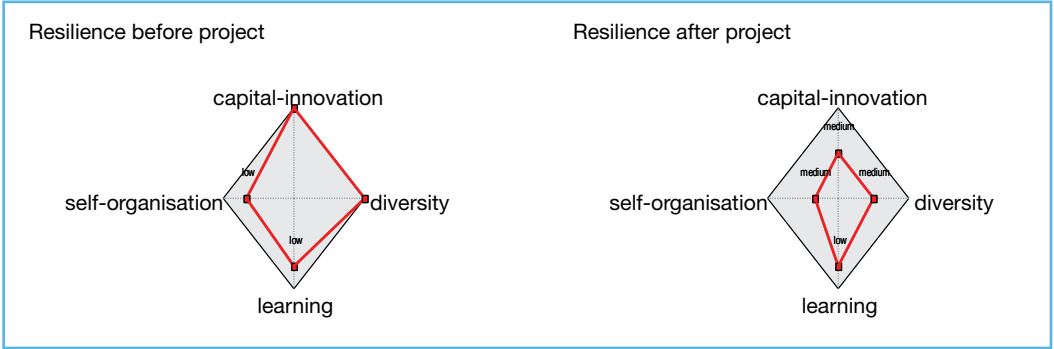 Resilience before project
capital-innovation
low
self-organisation
diversity
low
learning
Resilience after project
capital-innovation
medium
medium
medium
self-organisation
diversity
low
learning